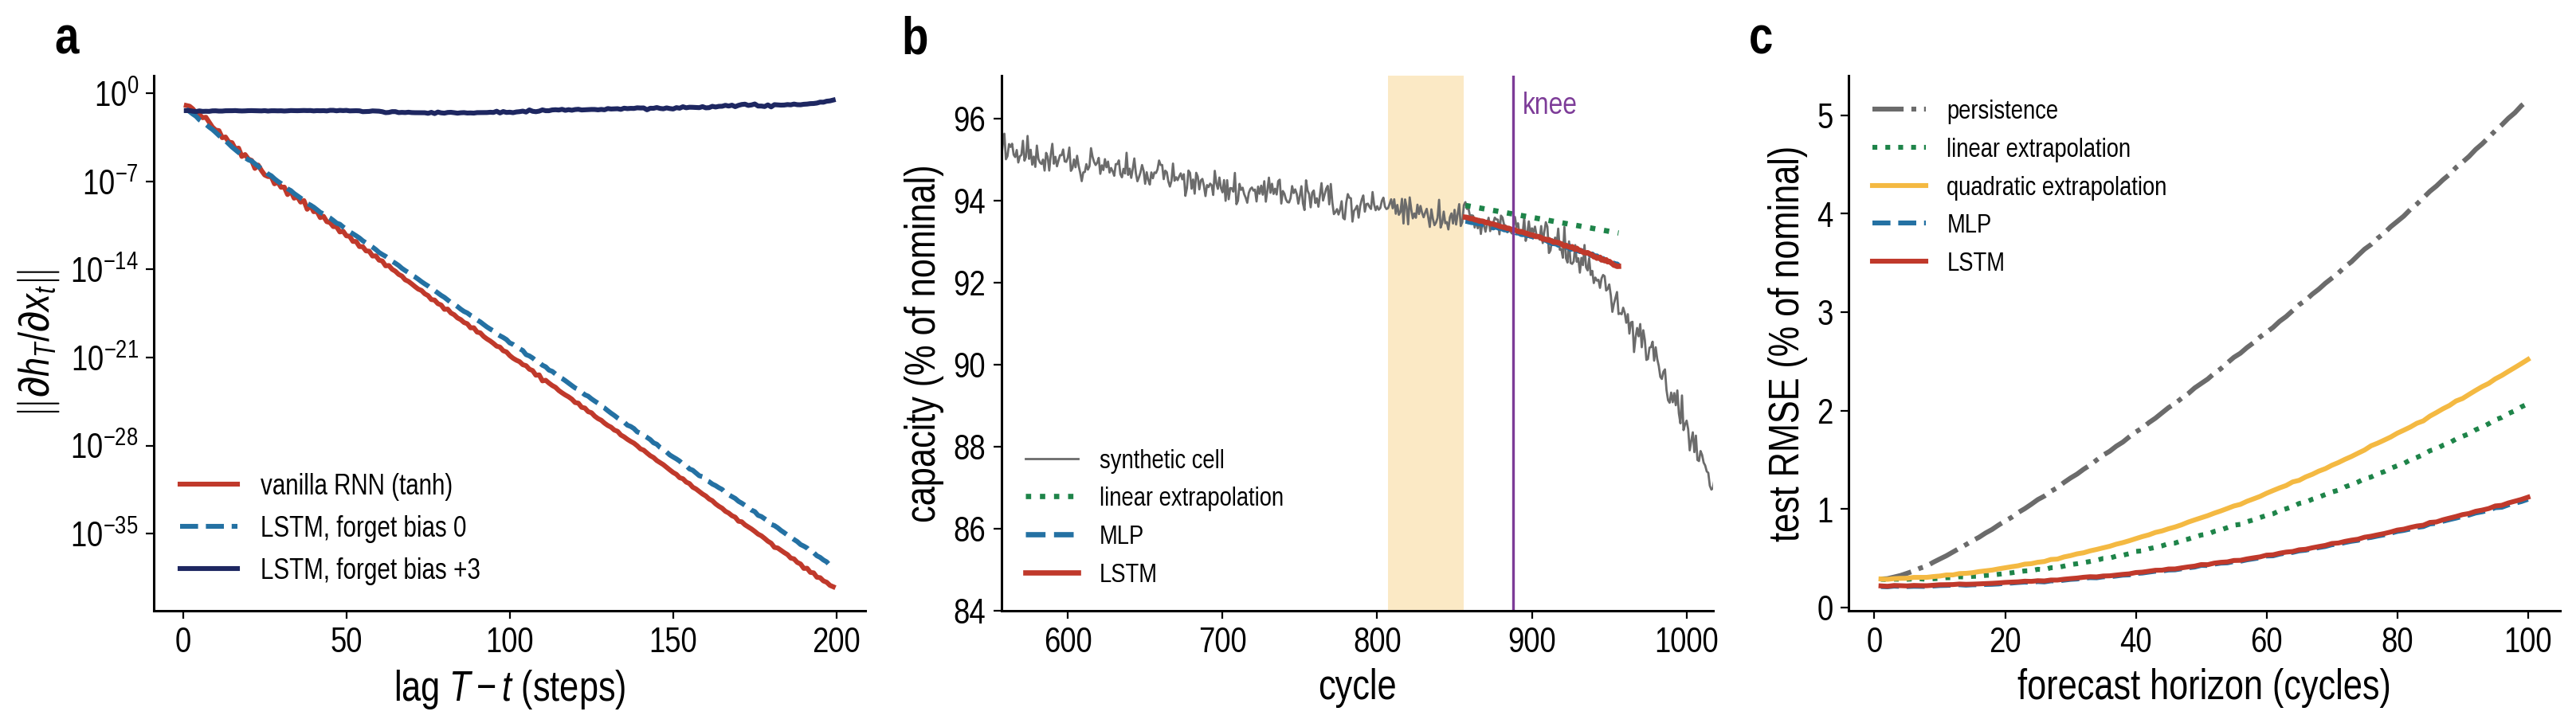 a
10^0
10^−7
10^−14
10^−21
10^−28
10^−35
||∂h_T/∂x_t||
vanilla RNN (tanh)
LSTM, forget bias 0
LSTM, forget bias +3
0 50 100 150 200
lag T − t (steps)
b
96
94
92
90
88
86
84
capacity (% of nominal)
knee
synthetic cell
linear extrapolation
MLP
LSTM
600 700 800 900 1000
cycle
c
5
4
3
2
1
0
test RMSE (% of nominal)
persistence
linear extrapolation
quadratic extrapolation
MLP
LSTM
0 20 40 60 80 100
forecast horizon (cycles)